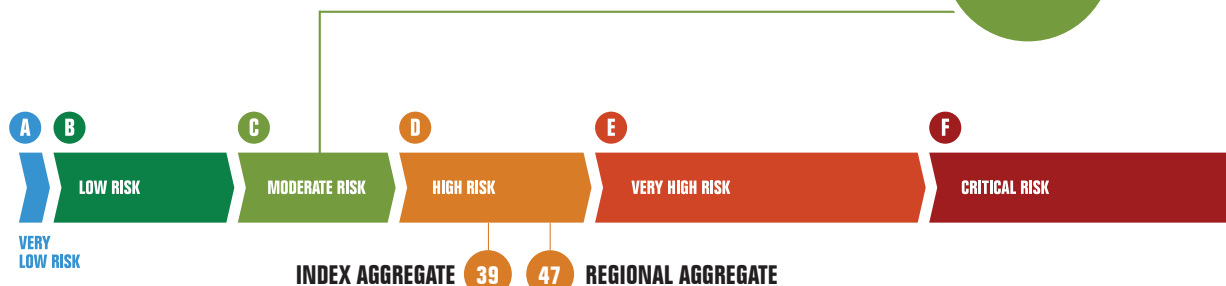 A B C D E F
LOW RISK MODERATE RISK HIGH RISK VERY HIGH RISK CRITICAL RISK
VERY
LOW RISK
INDEX AGGREGATE 39 47 REGIONAL AGGREGATE